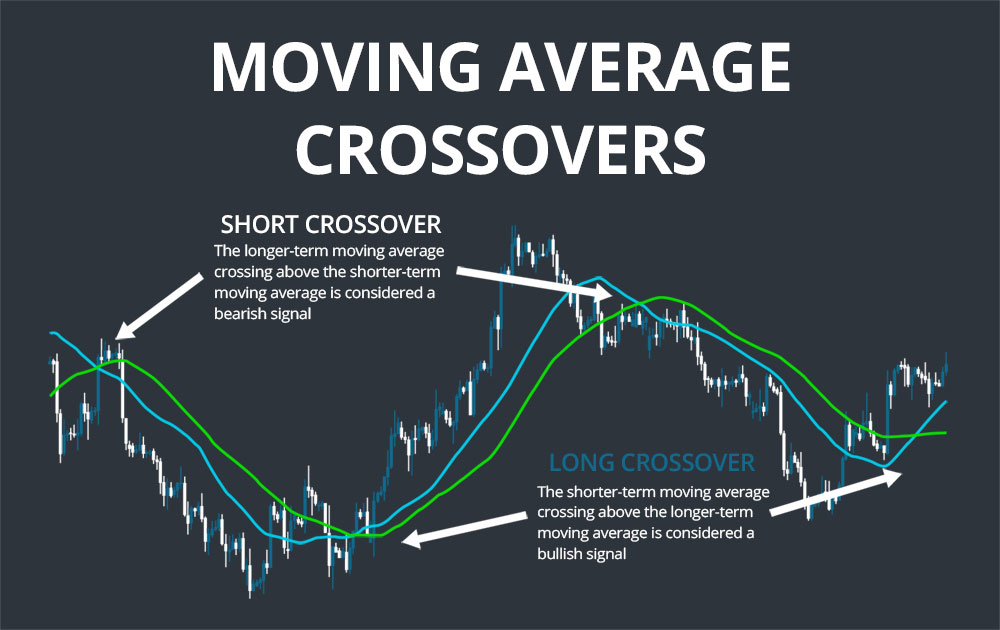 MOVING AVERAGE
CROSSOVERS
SHORT CROSSOVER
The longer-term moving average
crossing above the shorter-term
moving average is considered a
bearish signal
LONG CROSSOVER
The shorter-term moving average
crossing above the longer-term
moving average is considered a
bullish signal